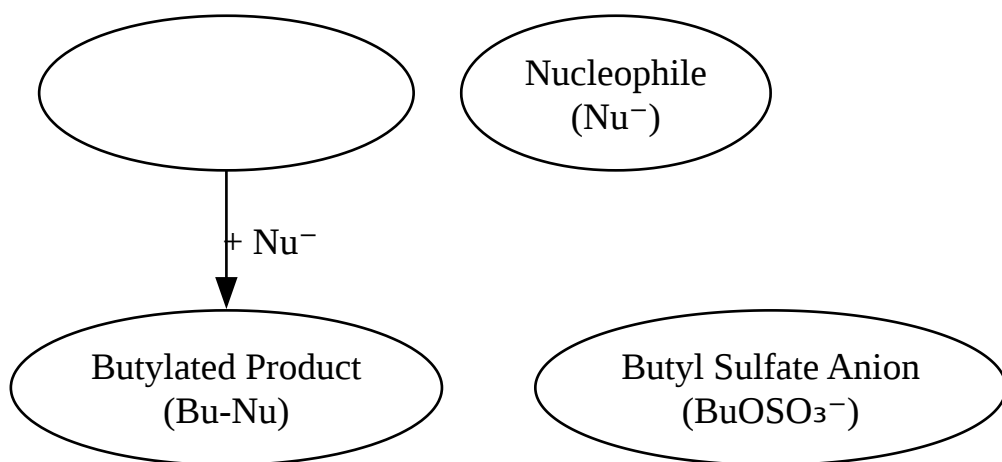 Nucleophile
(Nu⁻)
+ Nu⁻
Butylated Product
(Bu-Nu)
Butyl Sulfate Anion
(BuOSO₃⁻)